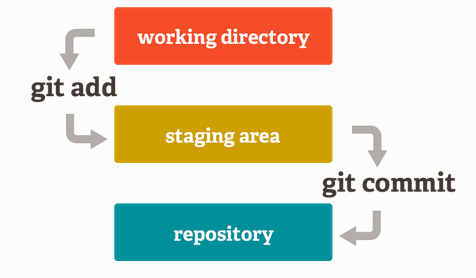 working directory
git add
staging area
git commit
repository